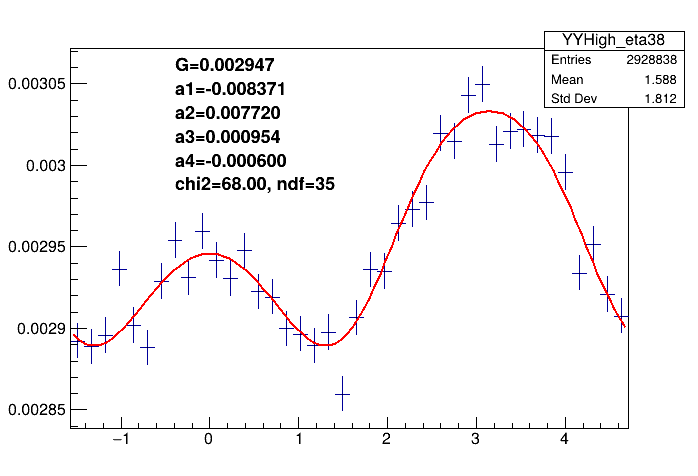 YYHigh_eta38
Entries 2928838
Mean 1.588
Std Dev 1.812
G=0.002947
a1=-0.008371
a2=0.007720
a3=0.000954
a4=-0.000600
chi2=68.00, ndf=35
0.00305
0.003
0.00295
0.0029
0.00285
−1 0 1 2 3 4